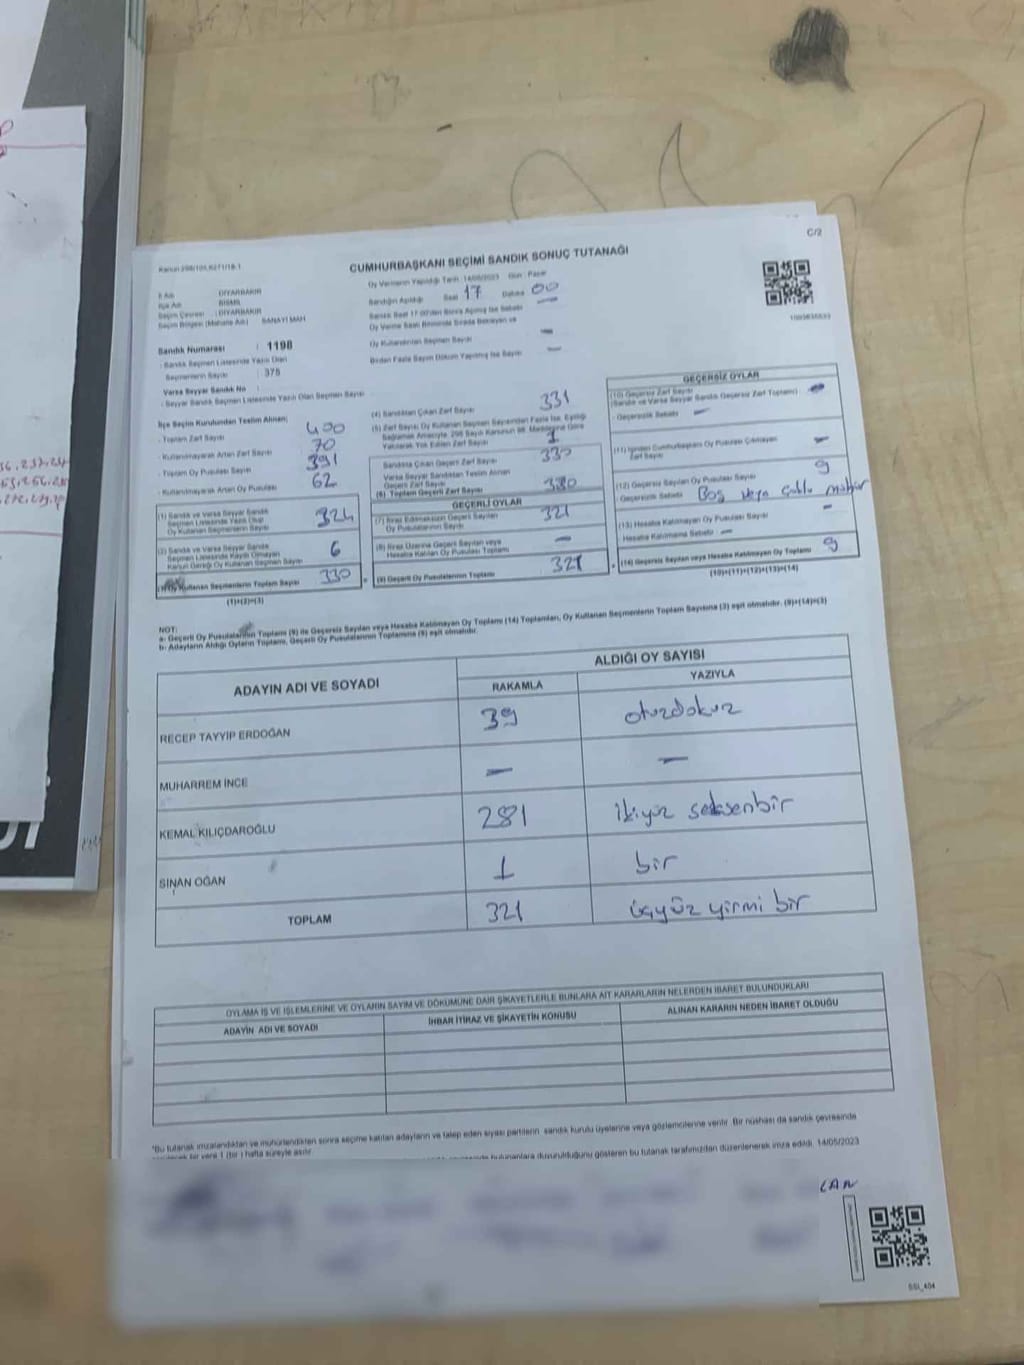 C/2
Kanun 298/105, 6271/18-1
CUMHURBAŞKANI SEÇİMİ SANDIK SONUÇ TUTANAĞI
İl Adı : DİYARBAKIR
İlçe Adı : BİSMİL
Seçim Çevresi : DİYARBAKIR
Seçim Bölgesi (Mahalle Adı) : SANAYİ MAH.
Oy Vermenin Yapıldığı Tarih: 14/05/2023 Gün : Pazar
Sandığın Açıldığı Saat 17 Dakika 00
Sandık Saat 17:00'den Sonra Açılmış İse Sebebi
Oy Verme Saati Bitiminde Sırada Bekleyen ve
Oy Kullandırılan Seçmen Sayısı —
Birden Fazla Sayım Döküm Yapılmış İse Sayısı —
Sandık Numarası : 1198
- Sandık Seçmen Listesinde Yazılı Olan
Seçmenlerin Sayısı : 375
Varsa Seyyar Sandık No :
- Seyyar Sandık Seçmen Listesinde Yazılı Olan Seçmen Sayısı
İlçe Seçim Kurulundan Teslim Alınan;
- Toplam Zarf Sayısı 400
- Kullanılmayarak Artan Zarf Sayısı 70
- Toplam Oy Pusulası Sayısı 391
- Kullanılmayarak Artan Oy Pusulası 62
(1) Sandık ve Varsa Seyyar Sandık
Seçmen Listesinde Yazılı Olup
Oy Kullanan Seçmenlerin Sayısı 324
(2) Sandık ve Varsa Seyyar Sandık
Seçmen Listesinde Kaydı Olmayan
Kanun Gereği Oy Kullanan Seçmen Sayısı 6
(3) Oy Kullanan Seçmenlerin Toplam Sayısı 330
(1)+(2)=(3)
(4) Sandıktan Çıkan Zarf Sayısı 331
(5) Zarf Sayısı Oy Kullanan Seçmen Sayısından Fazla İse, Eşitliği
Sağlamak Amacıyla, 298 Sayılı Kanunun 98. Maddesine Göre
Yakılarak Yok Edilen Zarf Sayısı 1
Sandıkta Çıkan Geçerli Zarf Sayısı 330
Varsa Seyyar Sandıktan Teslim Alınan
Geçerli Zarf Sayısı
(6) Toplam Geçerli Zarf Sayısı 330
GEÇERLİ OYLAR
(7) İtiraz Edilmeksizin Geçerli Sayılan
Oy Pusulalarının Sayısı 321
(8) İtiraz Üzerine Geçerli Sayılan veya
Hesaba Katılan Oy Pusulası Toplamı —
(9) Geçerli Oy Pusulalarının Toplamı 321
GEÇERSİZ OYLAR
(10) Geçersiz Zarf Sayısı
(Sandık ve Varsa Seyyar Sandık Geçersiz Zarf Toplamı) —
- Geçersizlik Sebebi —
(11) İçinden Cumhurbaşkanı Oy Pusulası Çıkmayan
Zarf Sayısı —
(12) Geçersiz Sayılan Oy Pusulası Sayısı 9
- Geçersizlik Sebebi Boş veya Çoklu mühür
(13) Hesaba Katılmayan Oy Pusulası Sayısı —
Hesaba Katılmama Sebebi —
(14) Geçersiz Sayılan veya Hesaba Katılmayan Oy Toplamı 9
(10)+(11)+(12)+(13)=(14)
NOT:
a- Geçerli Oy Pusulalarının Toplamı (9) ile Geçersiz Sayılan veya Hesaba Katılmayan Oy Pusulası (14) Toplamları, Oy Kullanan Seçmenlerin Toplam Sayısına (3) eşit olmalıdır. (9)+(14)=(3)
b- Adayların Aldığı Oyların Toplamı, Geçerli Oy Pusulalarının Toplamına (9) eşit olmalıdır.
ADAYIN ADI VE SOYADI
ALDIĞI OY SAYISI
RAKAMLA YAZIYLA
RECEP TAYYİP ERDOĞAN 39 otuzdokuz
MUHARREM İNCE — —
KEMAL KILIÇDAROĞLU 281 ikiyüz seksenbir
SİNAN OĞAN 1 bir
TOPLAM 321 üçyüz yirmi bir
OYLAMA İŞ VE İŞLEMLERİNE VE OYLARIN SAYIM VE DÖKÜMÜNE DAİR ŞİKAYETLERLE BUNLARA AİT KARARLARIN NELERDEN İBARET BULUNDUKLARI
ADAYIN ADI VE SOYADI İHBAR İTİRAZ VE ŞİKAYETİN KONUSU ALINAN KARARIN NEDEN İBARET OLDUĞU
"Bu tutanak imzalandıktan ve mühürlendikten sonra seçime katılan adayların ve talep eden siyasi partilerin sandık kurulu üyelerine veya gözlemcilerine verilir. Bir nüshası da sandık çevresinde
bir yere 1 (bir) hafta süreyle asılır.
bulunanlara duyurulduğunu gösteren bu tutanak tarafımızdan düzenlenerek imza edildi. 14/05/2023
CAN
SSI_404